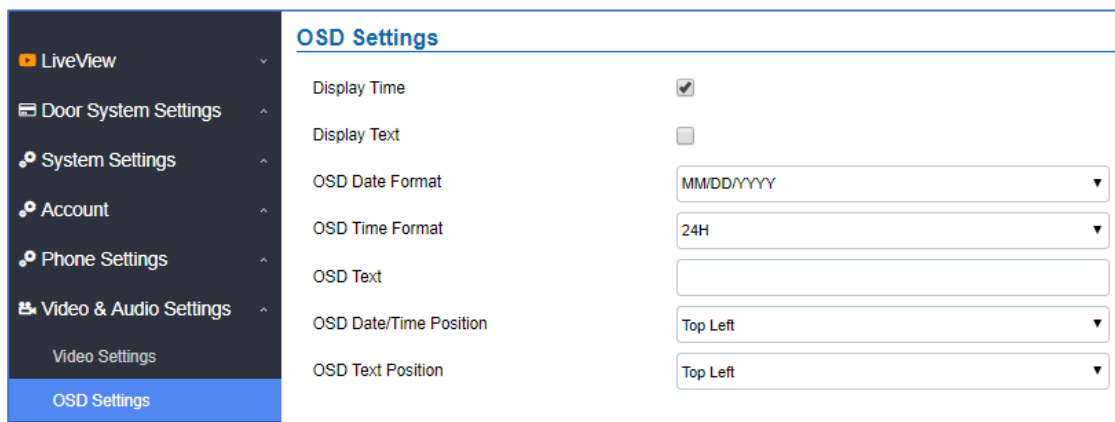 LiveView
Door System Settings
System Settings
Account
Phone Settings
Video & Audio Settings
Video Settings
OSD Settings
OSD Settings
Display Time
Display Text
OSD Date Format MM/DD/YYYY
OSD Time Format 24H
OSD Text
OSD Date/Time Position Top Left
OSD Text Position Top Left